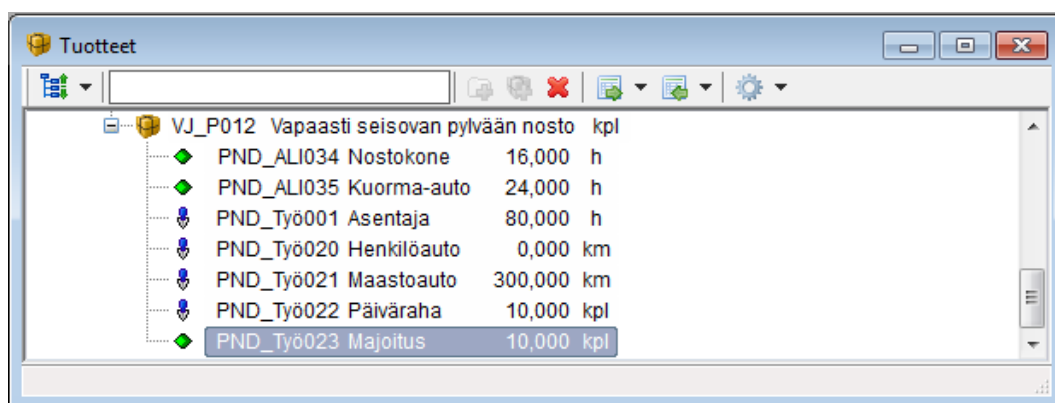 Tuotteet
VJ_P012 Vapaasti seisovan pylvään nosto kpl
PND_ALI034 Nostokone 16,000 h
PND_ALI035 Kuorma-auto 24,000 h
PND_Työ001 Asentaja 80,000 h
PND_Työ020 Henkilöauto 0,000 km
PND_Työ021 Maastoauto 300,000 km
PND_Työ022 Päiväraha 10,000 kpl
PND_Työ023 Majoitus 10,000 kpl